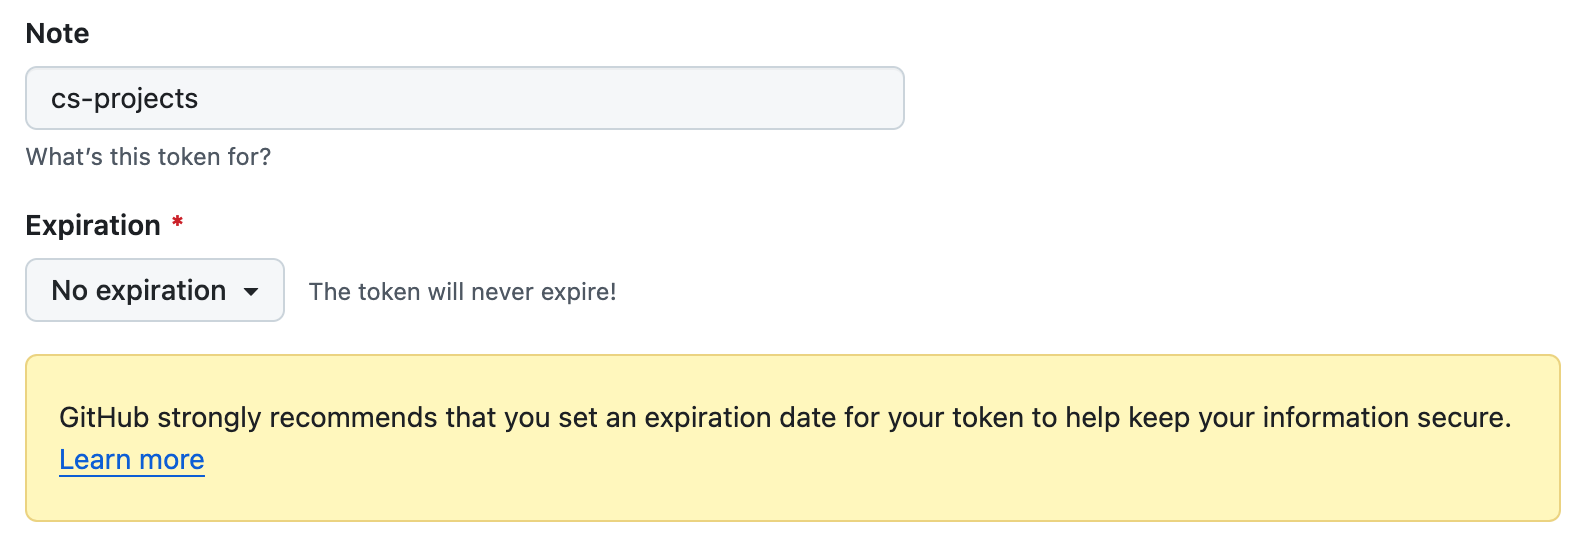 Note
cs-projects
What's this token for?
Expiration *
No expiration The token will never expire!
GitHub strongly recommends that you set an expiration date for your token to help keep your information secure.
Learn more